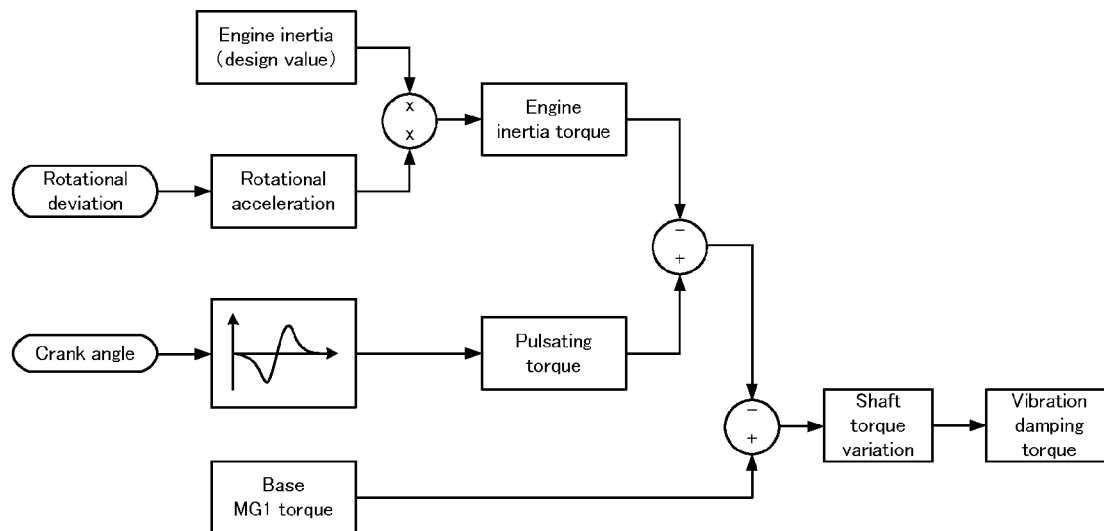 Engine inertia
（design value）
x
x
Engine
inertia torque
Rotational
deviation
Rotational
acceleration
-
+
Crank angle
Pulsating
torque
-
+
Shaft
torque
variation
Vibration
damping
torque
Base
MG1 torque